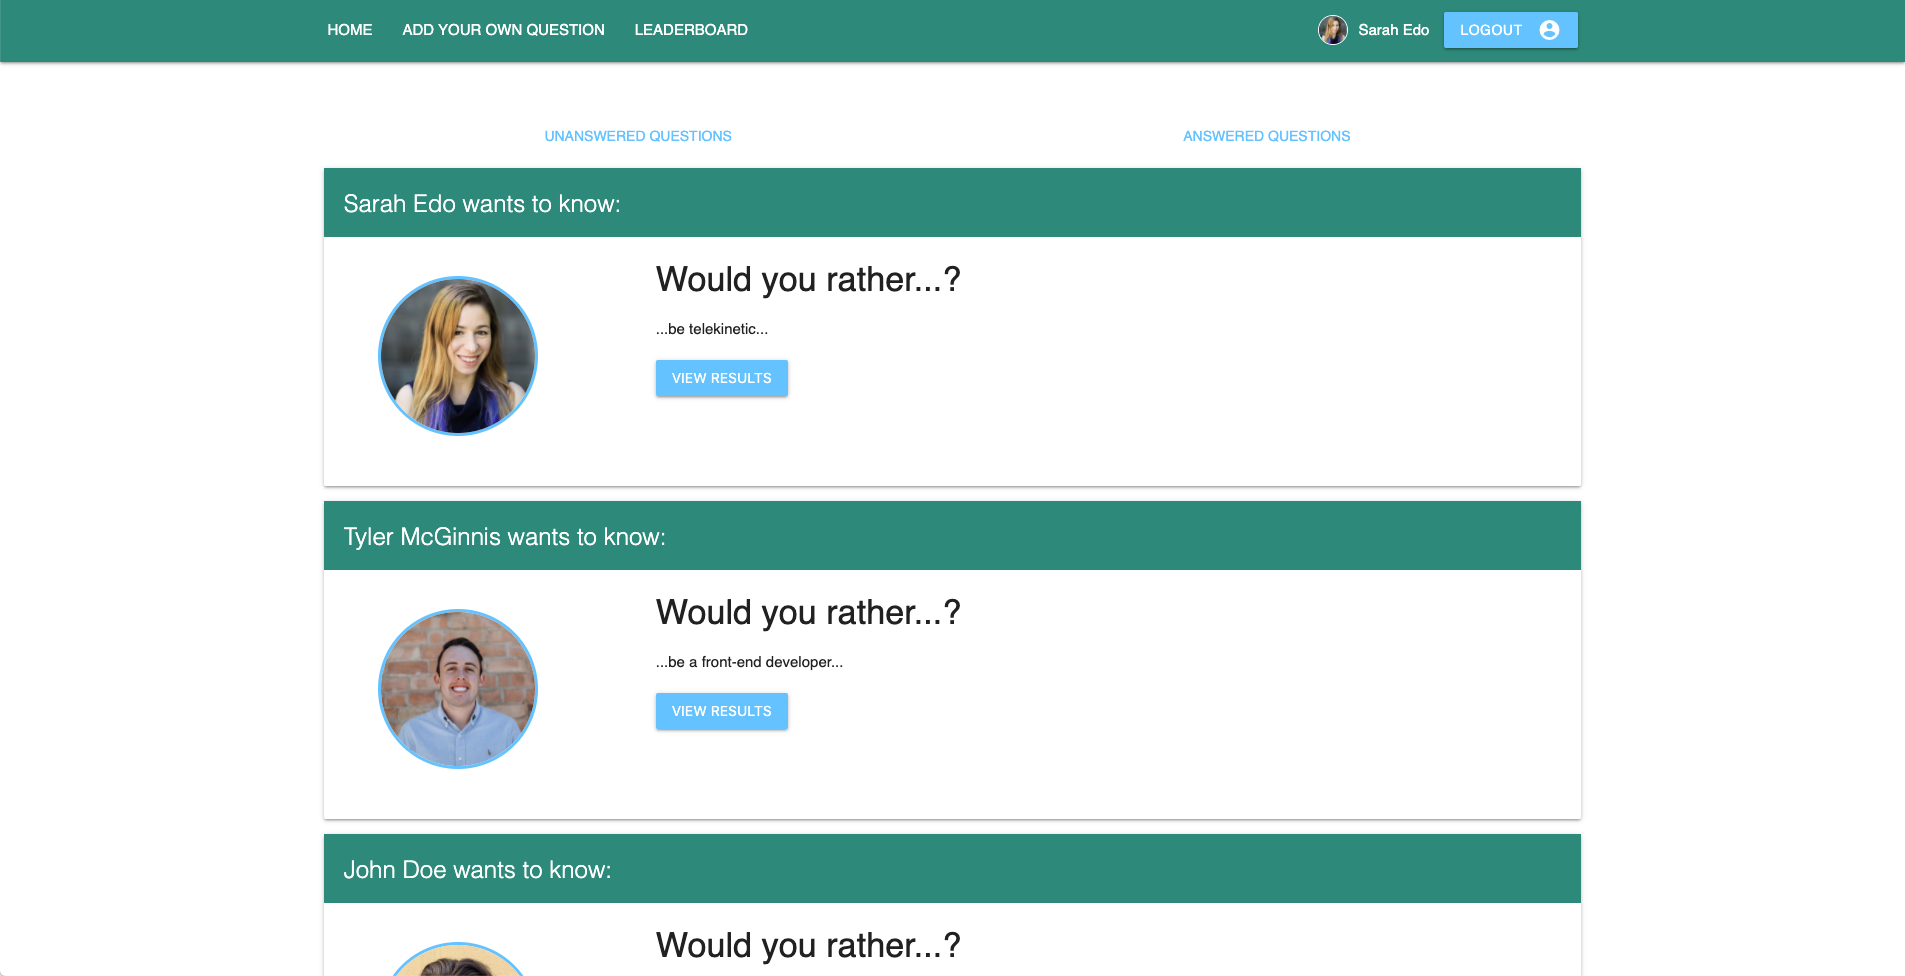 HOME ADD YOUR OWN QUESTION LEADERBOARD Sarah Edo LOGOUT
UNANSWERED QUESTIONS ANSWERED QUESTIONS
Sarah Edo wants to know:
Would you rather...?
...be telekinetic...
VIEW RESULTS
Tyler McGinnis wants to know:
Would you rather...?
...be a front-end developer...
VIEW RESULTS
John Doe wants to know:
Would you rather...?